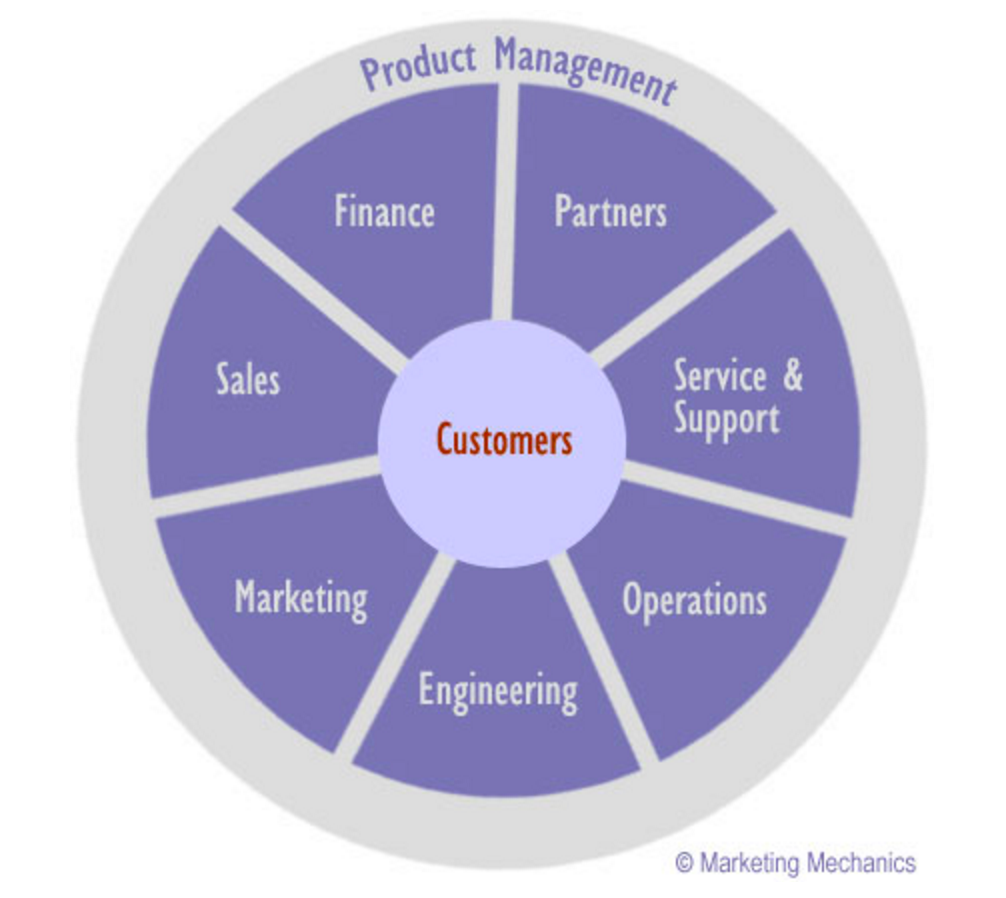 Product Management
Finance
Partners
Sales
Service &
Support
Customers
Marketing
Operations
Engineering
© Marketing Mechanics